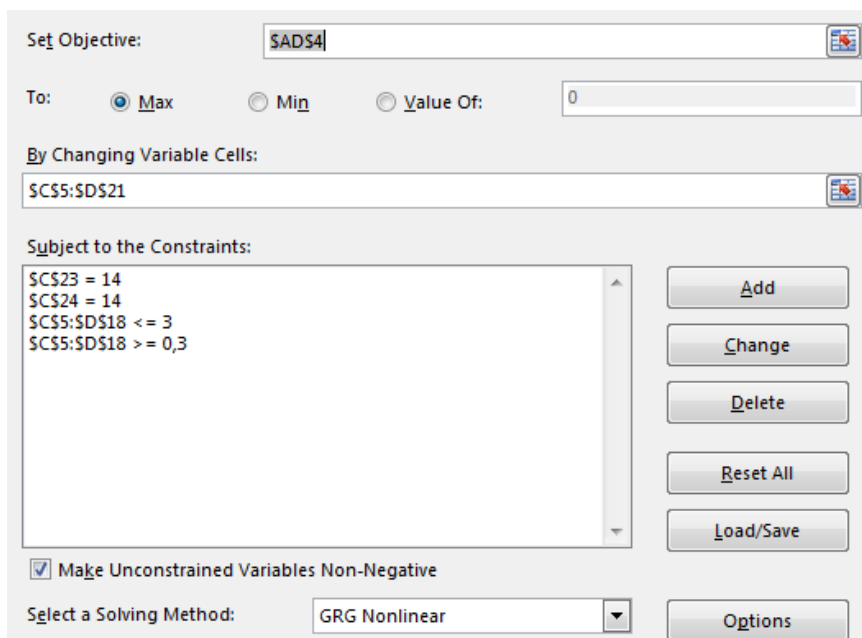 Set Objective: $AD$4
To: Max Min Value Of: 0
By Changing Variable Cells:
$C$5:$D$21
Subject to the Constraints:
$C$23 = 14
$C$24 = 14
$C$5:$D$18 <= 3
$C$5:$D$18 >= 0,3
Add
Change
Delete
Reset All
Load/Save
Make Unconstrained Variables Non-Negative
Select a Solving Method: GRG Nonlinear Options